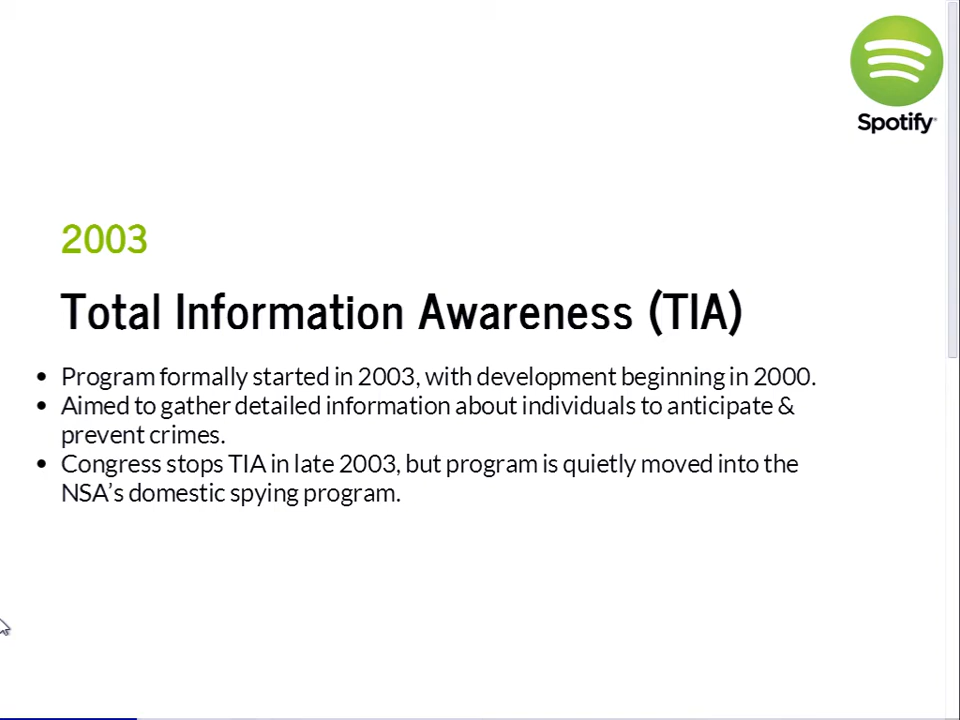 Spotify
2003
Total Information Awareness (TIA)
• Program formally started in 2003, with development beginning in 2000.
• Aimed to gather detailed information about individuals to anticipate &
prevent crimes.
• Congress stops TIA in late 2003, but program is quietly moved into the
NSA’s domestic spying program.